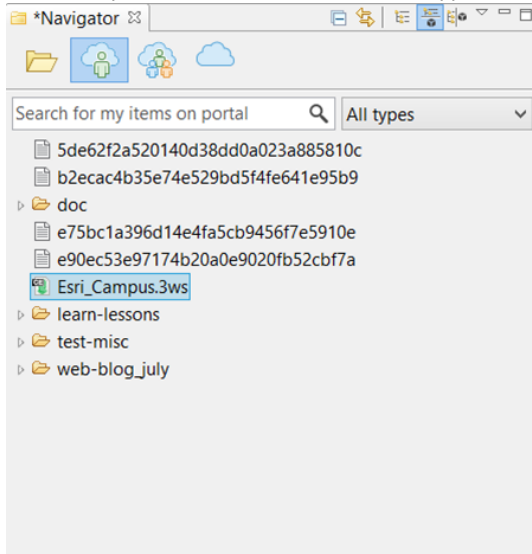 *Navigator
Search for my items on portal
All types
5de62f2a520140d38dd0a023a885810c
b2ecac4b35e74e529bd5f4fe641e95b9
doc
e75bc1a396d14e4fa5cb9456f7e5910e
e90ec53e97174b20a0e9020fb52cbf7a
Esri_Campus.3ws
learn-lessons
test-misc
web-blog_july